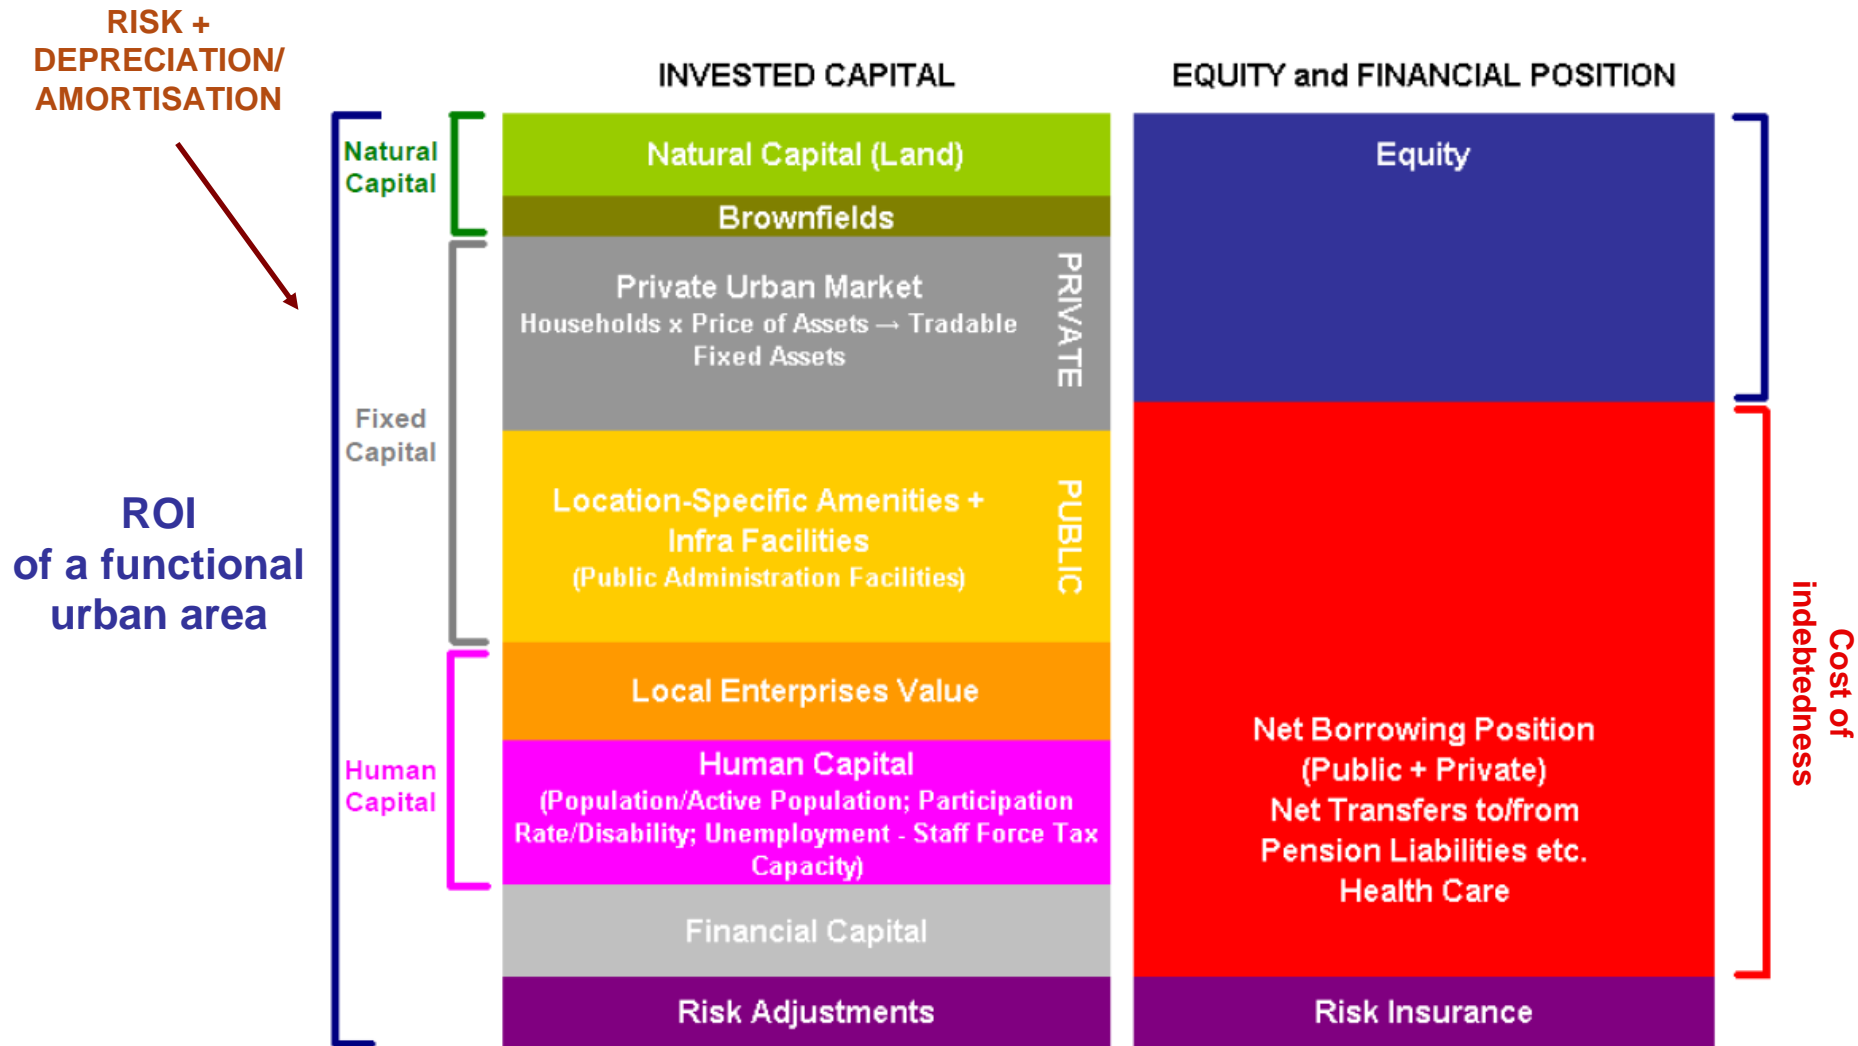 RISK +
DEPRECIATION/
AMORTISATION
INVESTED CAPITAL
EQUITY and FINANCIAL POSITION
Natural
Capital
Natural Capital (Land)
Brownfields
Equity
Private Urban Market
Households x Price of Assets → Tradable
Fixed Assets
PRIVATE
Fixed
Capital
Location-Specific Amenities +
Infra Facilities
(Public Administration Facilities)
PUBLIC
ROI
of a functional
urban area
Local Enterprises Value
Human
Capital
Human Capital
(Population/Active Population; Participation
Rate/Disability; Unemployment - Staff Force Tax
Capacity)
Financial Capital
Risk Adjustments
Net Borrowing Position
(Public + Private)
Net Transfers to/from
Pension Liabilities etc.
Health Care
Risk Insurance
Cost of
indebtedness